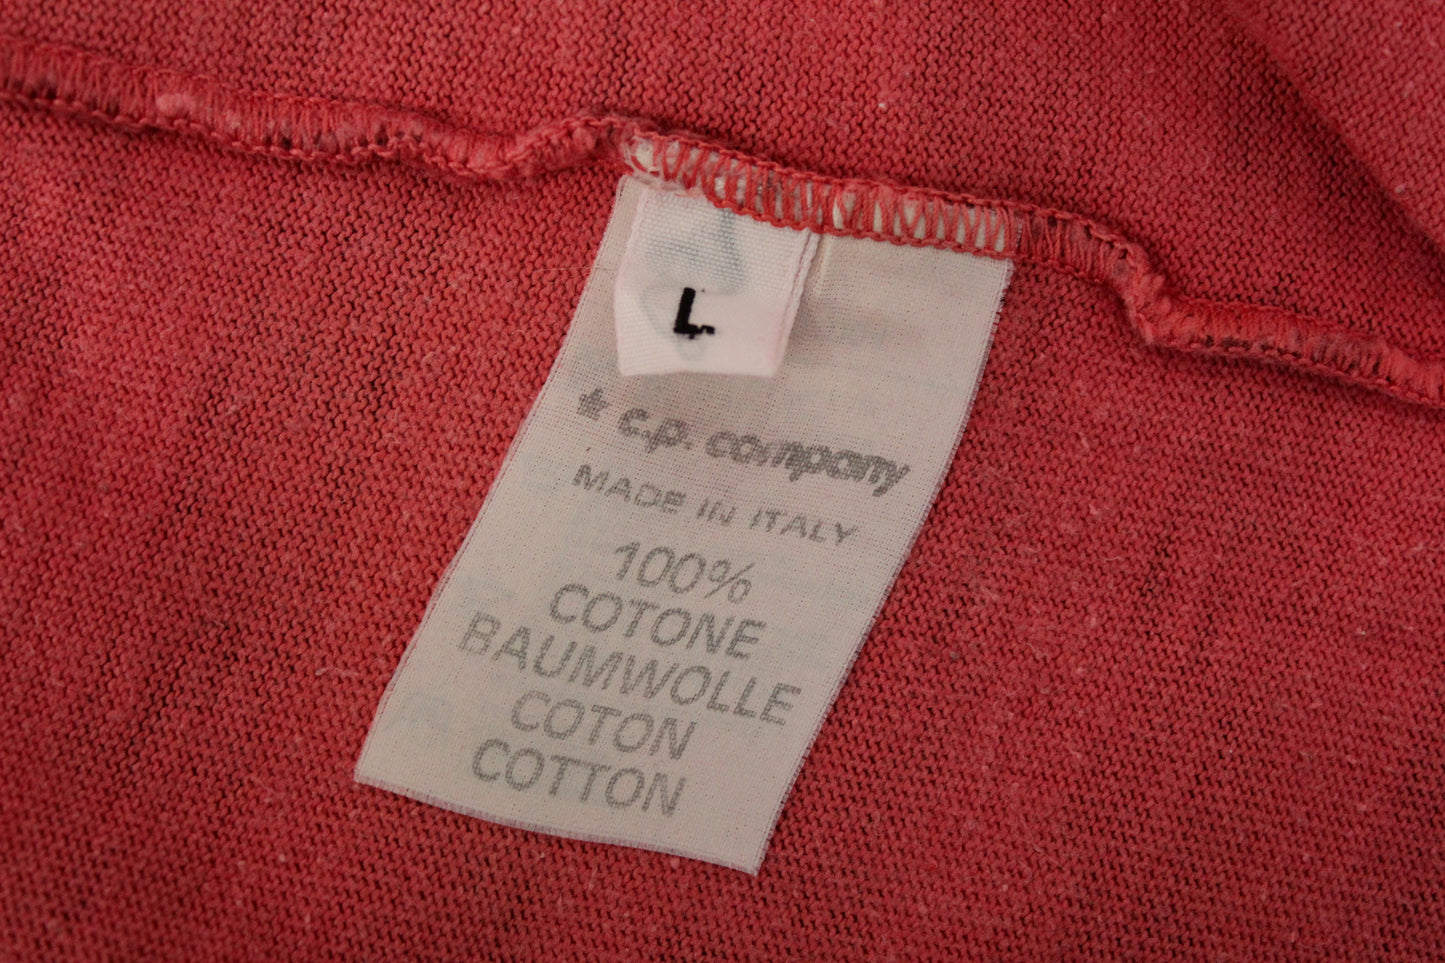 L
★ c.p. company
MADE IN ITALY
100%
COTONE
BAUMWOLLE
COTON
COTTON